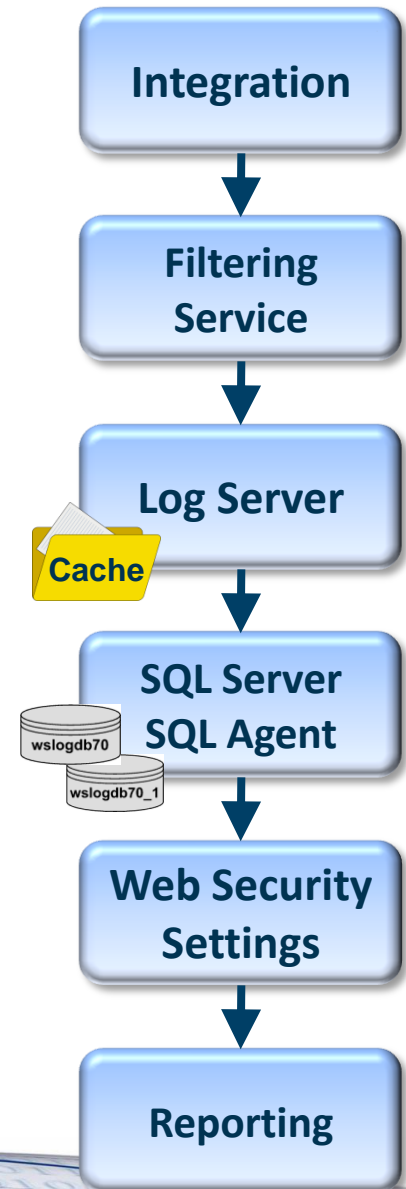 Integration
Filtering
Service
Log Server
Cache
SQL Server
SQL Agent
wslogdb70
wslogdb70_1
Web Security
Settings
Reporting